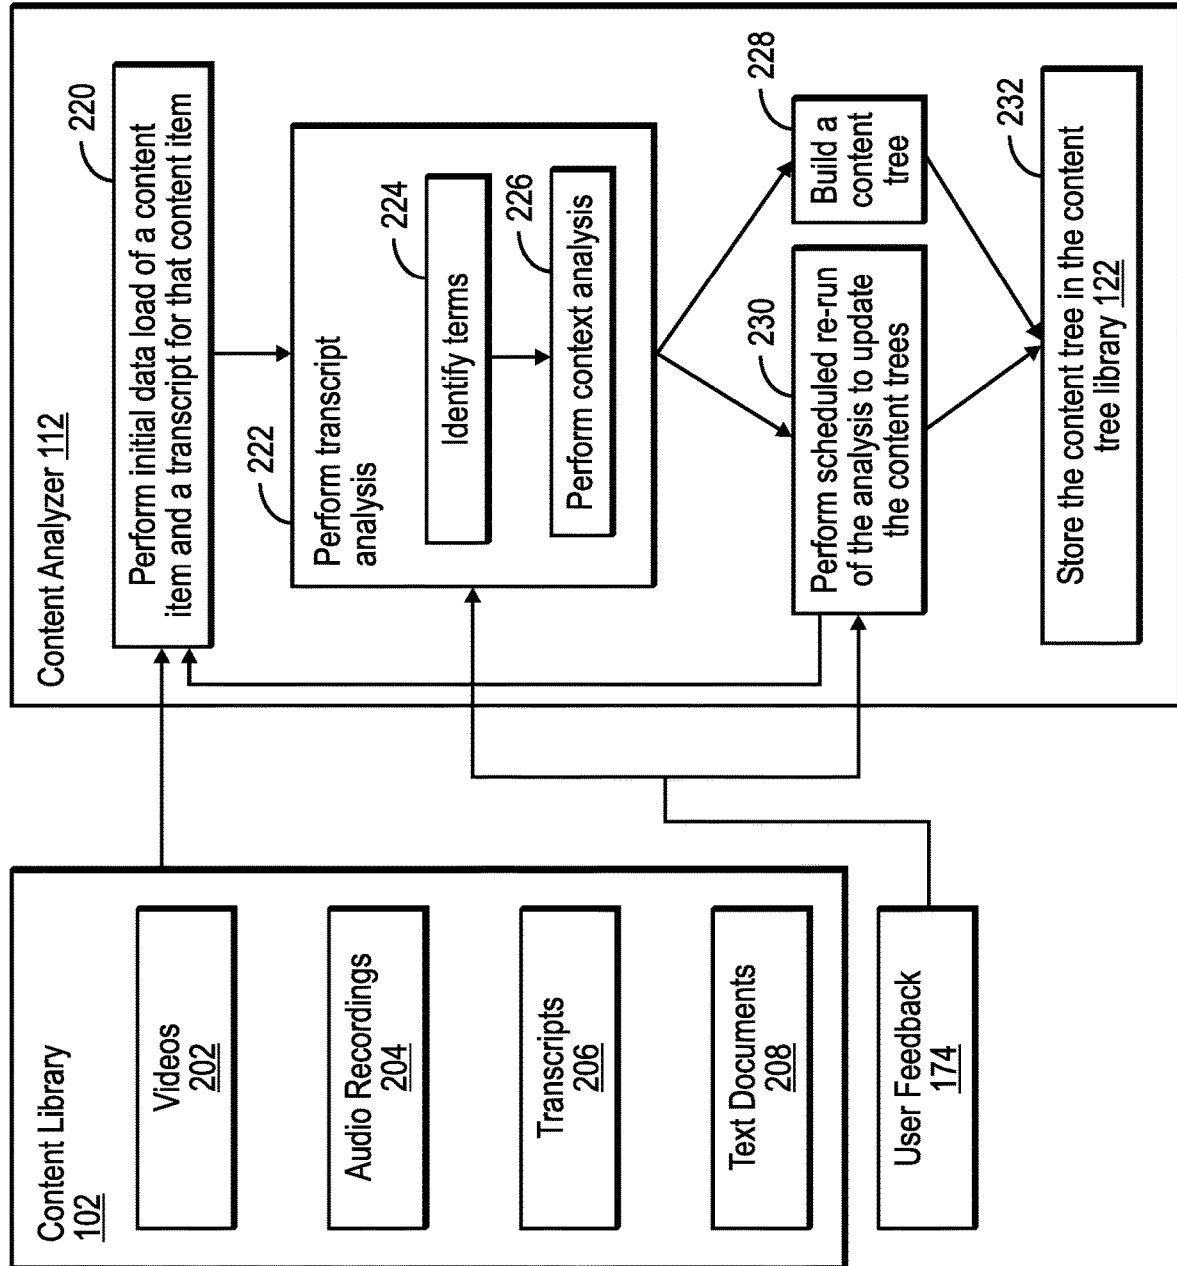 Content Library
102
Videos
202
Audio Recordings
204
Transcripts
206
Text Documents
208
User Feedback
174
Content Analyzer 112
220
Perform initial data load of a content
item and a transcript for that content item
222
Perform transcript
analysis
224
Identify terms
226
Perform context analysis
230
Perform scheduled re-run
of the analysis to update
the content trees
228
Build a
content
tree
232
Store the content tree in the content
tree library 122